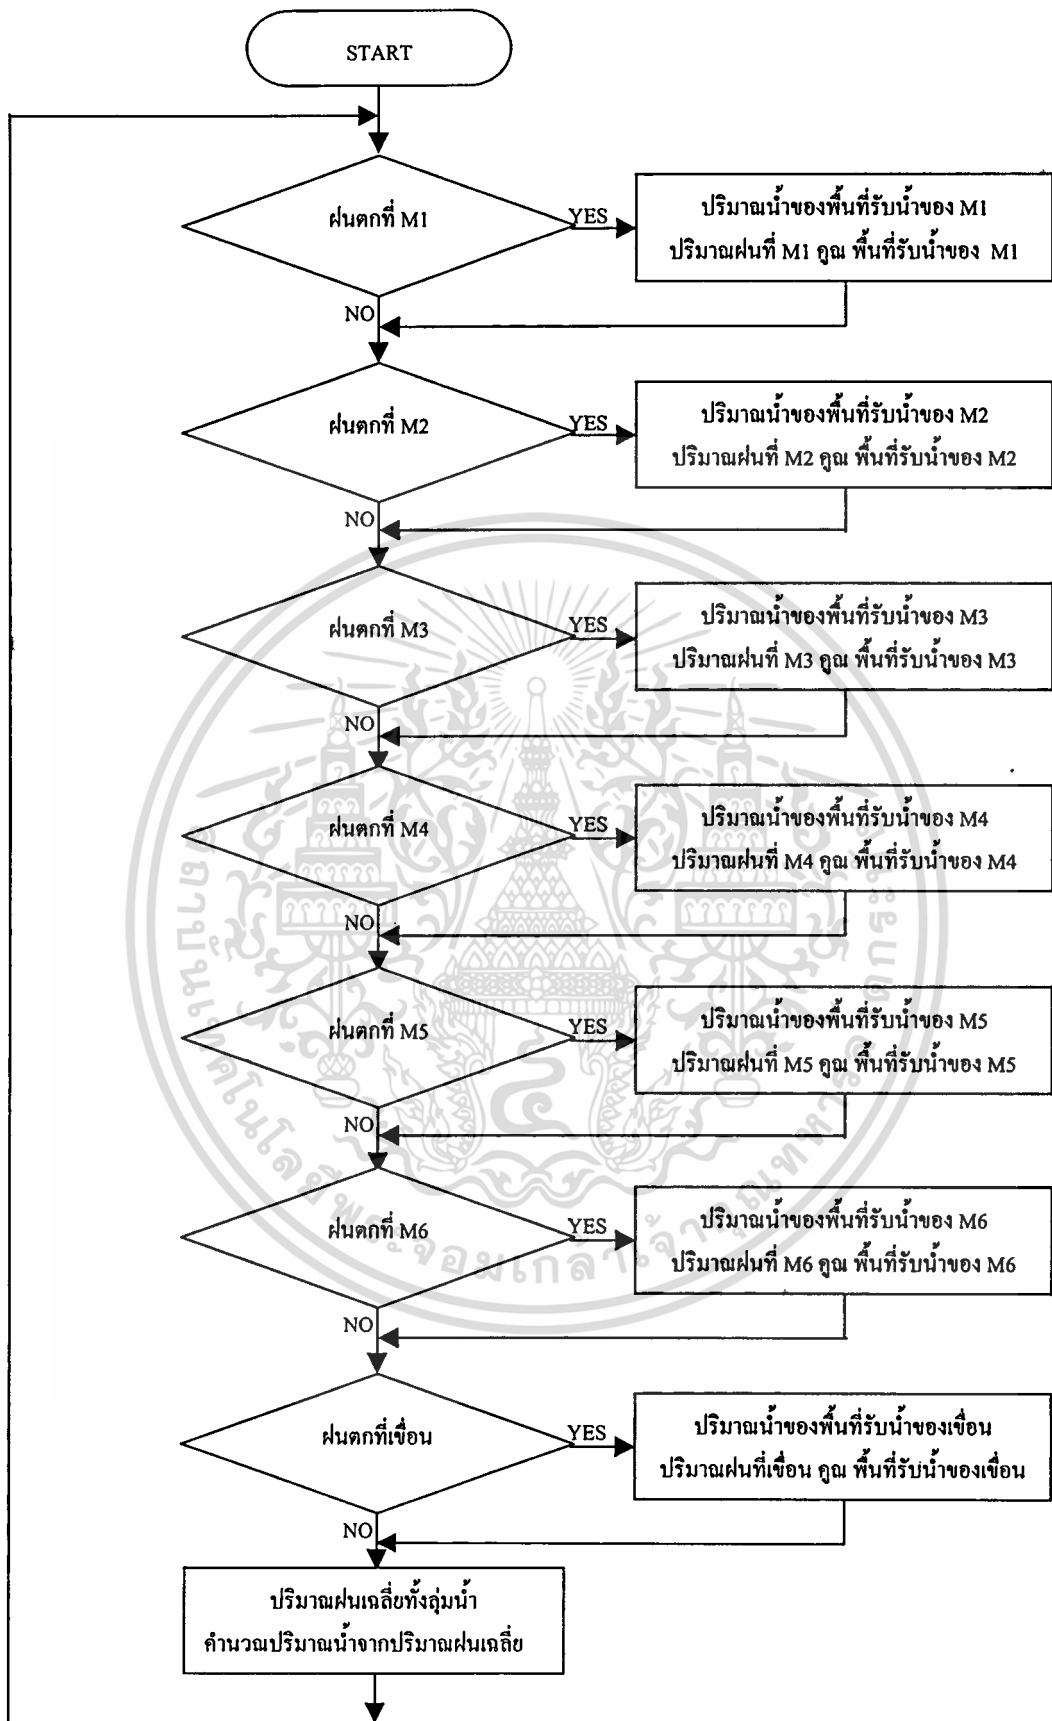 START
ฝนตกที่ M1
YES
ปริมาณน้ำของพื้นที่รับน้ำของ M1
ปริมาณฝนที่ M1 คูณ พื้นที่รับน้ำของ M1
NO
ฝนตกที่ M2
YES
ปริมาณน้ำของพื้นที่รับน้ำของ M2
ปริมาณฝนที่ M2 คูณ พื้นที่รับน้ำของ M2
NO
ฝนตกที่ M3
YES
ปริมาณน้ำของพื้นที่รับน้ำของ M3
ปริมาณฝนที่ M3 คูณ พื้นที่รับน้ำของ M3
NO
ฝนตกที่ M4
YES
ปริมาณน้ำของพื้นที่รับน้ำของ M4
ปริมาณฝนที่ M4 คูณ พื้นที่รับน้ำของ M4
NO
ฝนตกที่ M5
YES
ปริมาณน้ำของพื้นที่รับน้ำของ M5
ปริมาณฝนที่ M5 คูณ พื้นที่รับน้ำของ M5
NO
ฝนตกที่ M6
YES
ปริมาณน้ำของพื้นที่รับน้ำของ M6
ปริมาณฝนที่ M6 คูณ พื้นที่รับน้ำของ M6
NO
ฝนตกที่เขื่อน
YES
ปริมาณน้ำของพื้นที่รับน้ำของเขื่อน
ปริมาณฝนที่เขื่อน คูณ พื้นที่รับน้ำของเขื่อน
NO
ปริมาณฝนเฉลี่ยทั้งลุ่มน้ำ
คำนวณปริมาณน้ำจากปริมาณฝนเฉลี่ย